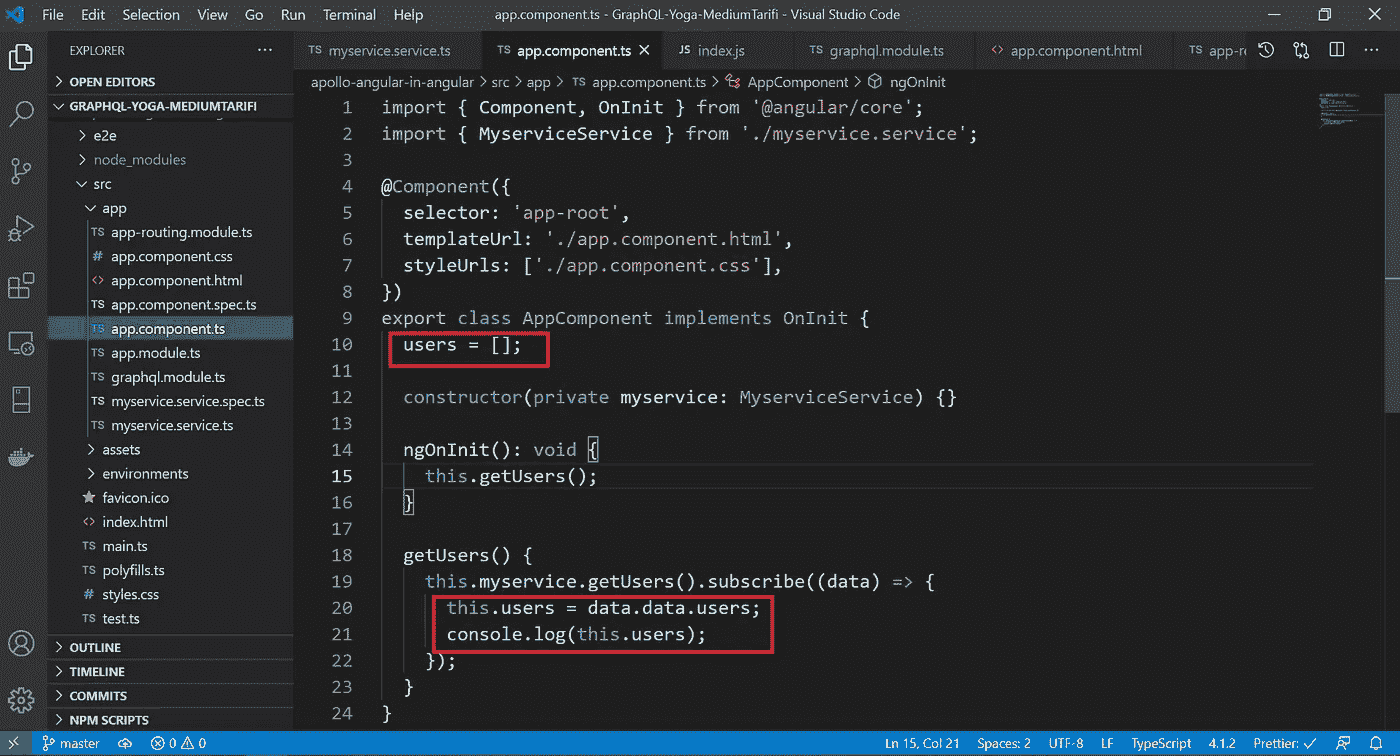 File Edit Selection View Go Run Terminal Help app.component.ts - GraphQL-Yoga-MediumTarifi - Visual Studio Code
EXPLORER
OPEN EDITORS
GRAPHQL-YOGA-MEDIUMTARIFI
e2e
node_modules
src
app
TS app-routing.module.ts
# app.component.css
<> app.component.html
TS app.component.spec.ts
TS app.component.ts
TS app.module.ts
TS graphql.module.ts
TS myservice.service.spec.ts
TS myservice.service.ts
assets
environments
favicon.ico
<> index.html
TS main.ts
TS polyfills.ts
# styles.css
TS test.ts
OUTLINE
TIMELINE
COMMITS
NPM SCRIPTS
TS myservice.service.ts TS app.component.ts JS index.js TS graphql.module.ts <> app.component.html TS app-r
apollo-angular-in-angular > src > app > TS app.component.ts > AppComponent > ngOnInit
1 import { Component, OnInit } from '@angular/core';
2 import { MyserviceService } from './myservice.service';
3
4 @Component({
5 selector: 'app-root',
6 templateUrl: './app.component.html',
7 styleUrls: ['./app.component.css'],
8 })
9 export class AppComponent implements OnInit {
10 users = [];
11
12 constructor(private myservice: MyserviceService) {}
13
14 ngOnInit(): void {
15 this.getUsers();
16 }
17
18 getUsers() {
19 this.myservice.getUsers().subscribe((data) => {
20 this.users = data.data.users;
21 console.log(this.users);
22 });
23 }
24 }
master 0 0 Ln 15, Col 21 Spaces: 2 UTF-8 LF TypeScript 4.1.2 Prettier: ✓